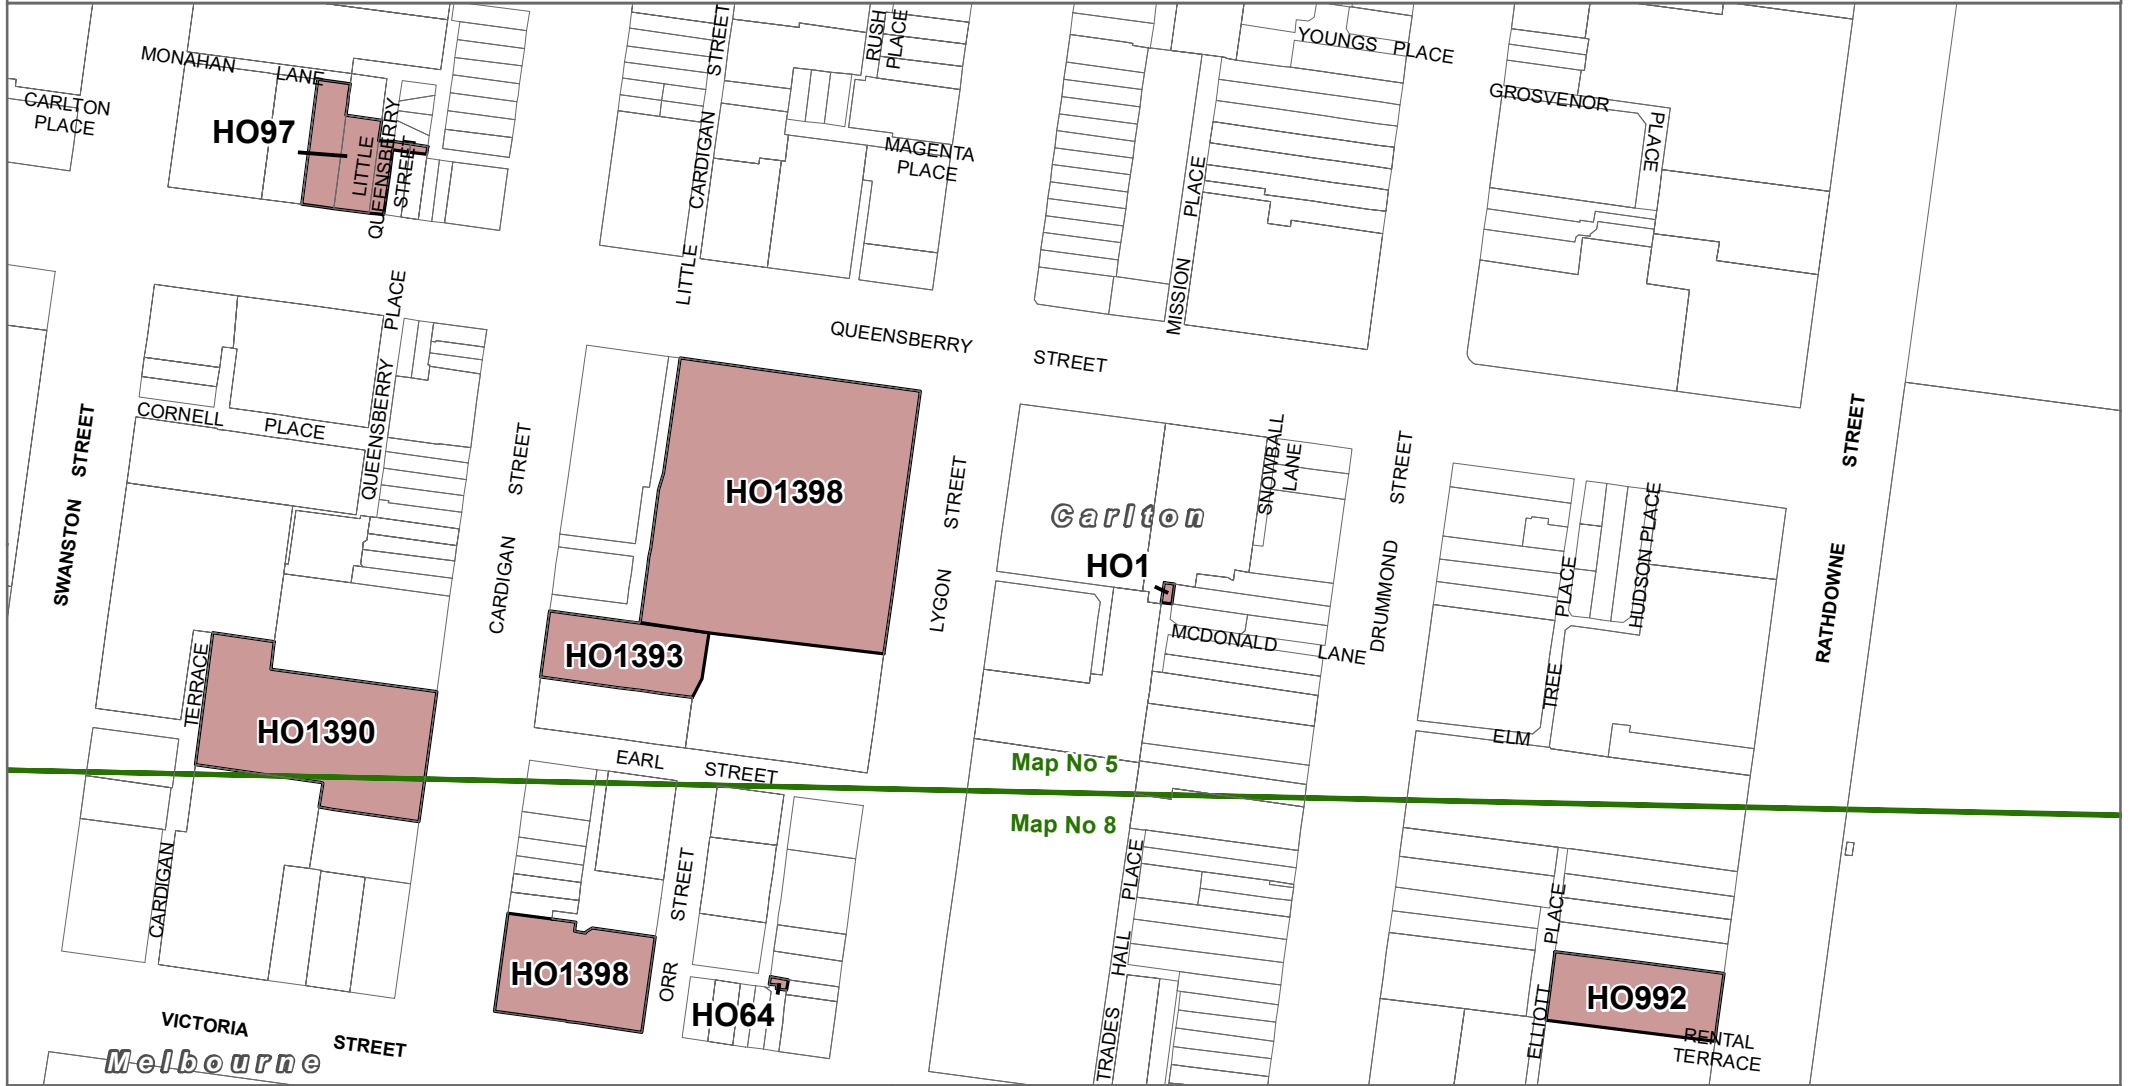 MONAHAN LANE
CARLTON
PLACE
HO97
LITTLE
QUEENSBERRY
STREET
LITTLE CARDIGAN STREET
RUSH
PLACE
MAGENTA
PLACE
YOUNGS PLACE
GROSVENOR
PLACE
MISSION PLACE
QUEENSBERRY STREET
QUEENSBERRY PLACE
CORNELL PLACE
SWANSTON STREET
CARDIGAN STREET
HO1398
LYGON STREET
Carlton
HO1
SNOWBALL
LANE
MCDONALD LANE
DRUMMOND STREET
HUDSON PLACE
ELM TREE PLACE
RATHDOWNE STREET
HO1393
HO1390
CARDIGAN TERRACE
EARL STREET
Map No 5
Map No 8
ORR STREET
HO1398
HO64
TRADES HALL PLACE
ELLIOTT PLACE
HO992
RENTAL
TERRACE
VICTORIA STREET
Melbourne